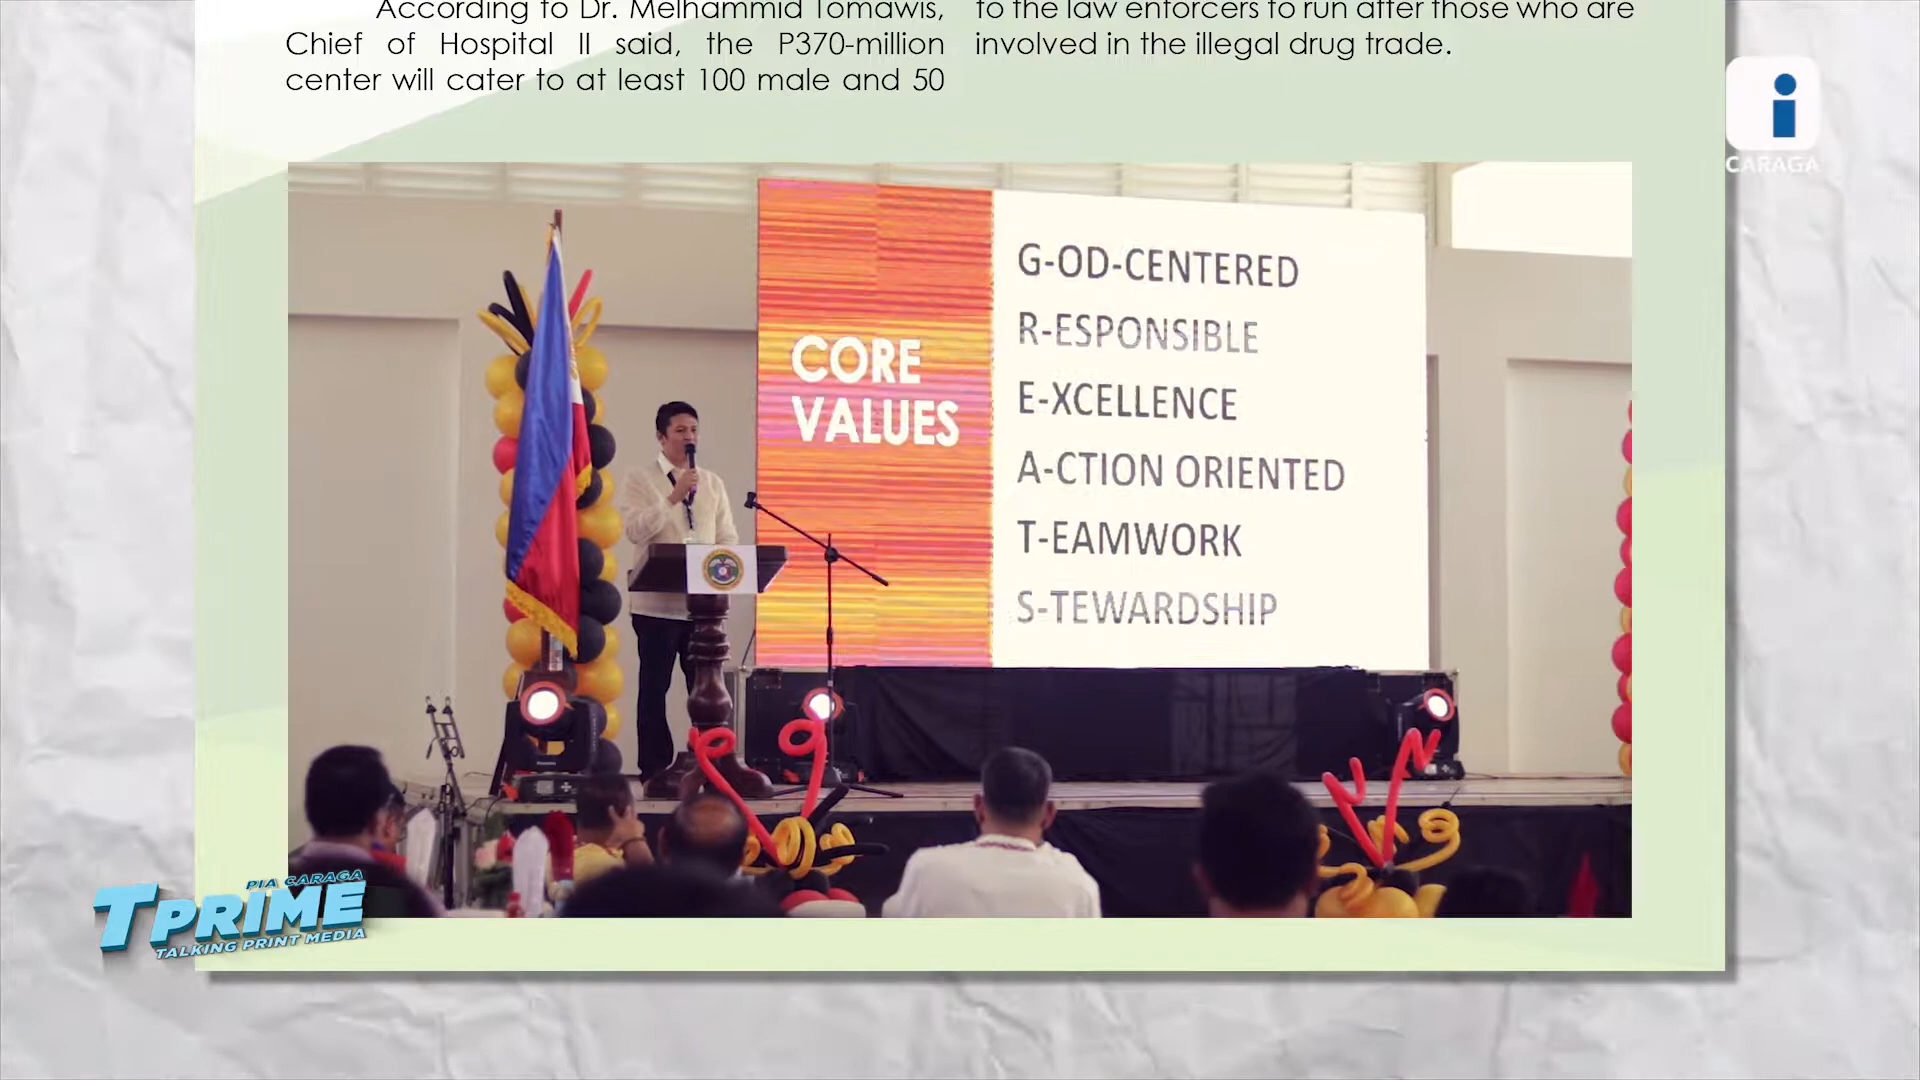 According to Dr. Melhammid Tomawis,
Chief of Hospital II said, the P370-million
center will cater to at least 100 male and 50
to the law enforcers to run after those who are
involved in the illegal drug trade.
CARAGA
CORE
VALUES
G-OD-CENTERED
R-ESPONSIBLE
E-XCELLENCE
A-CTION ORIENTED
T-EAMWORK
S-TEWARDSHIP
PIA CARAGA
TPRIME
TALKING PRINT MEDIA